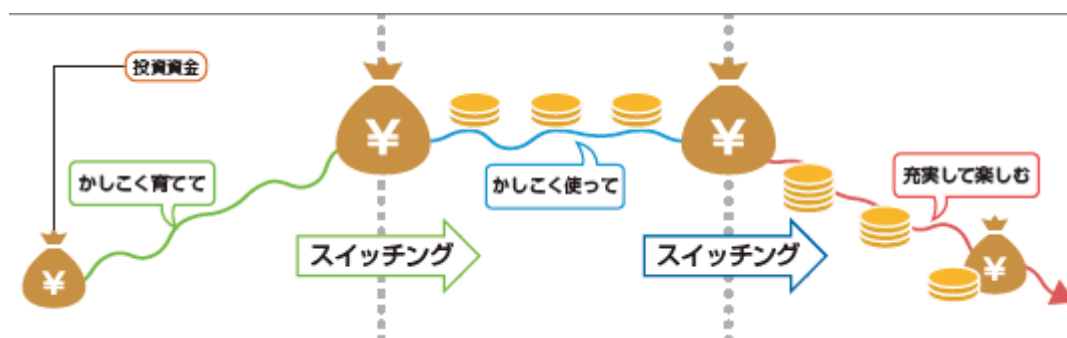 投資資金
かしこく育てて
かしこく使って
充実して楽しむ
スイッチング
スイッチング
¥
¥
¥
¥